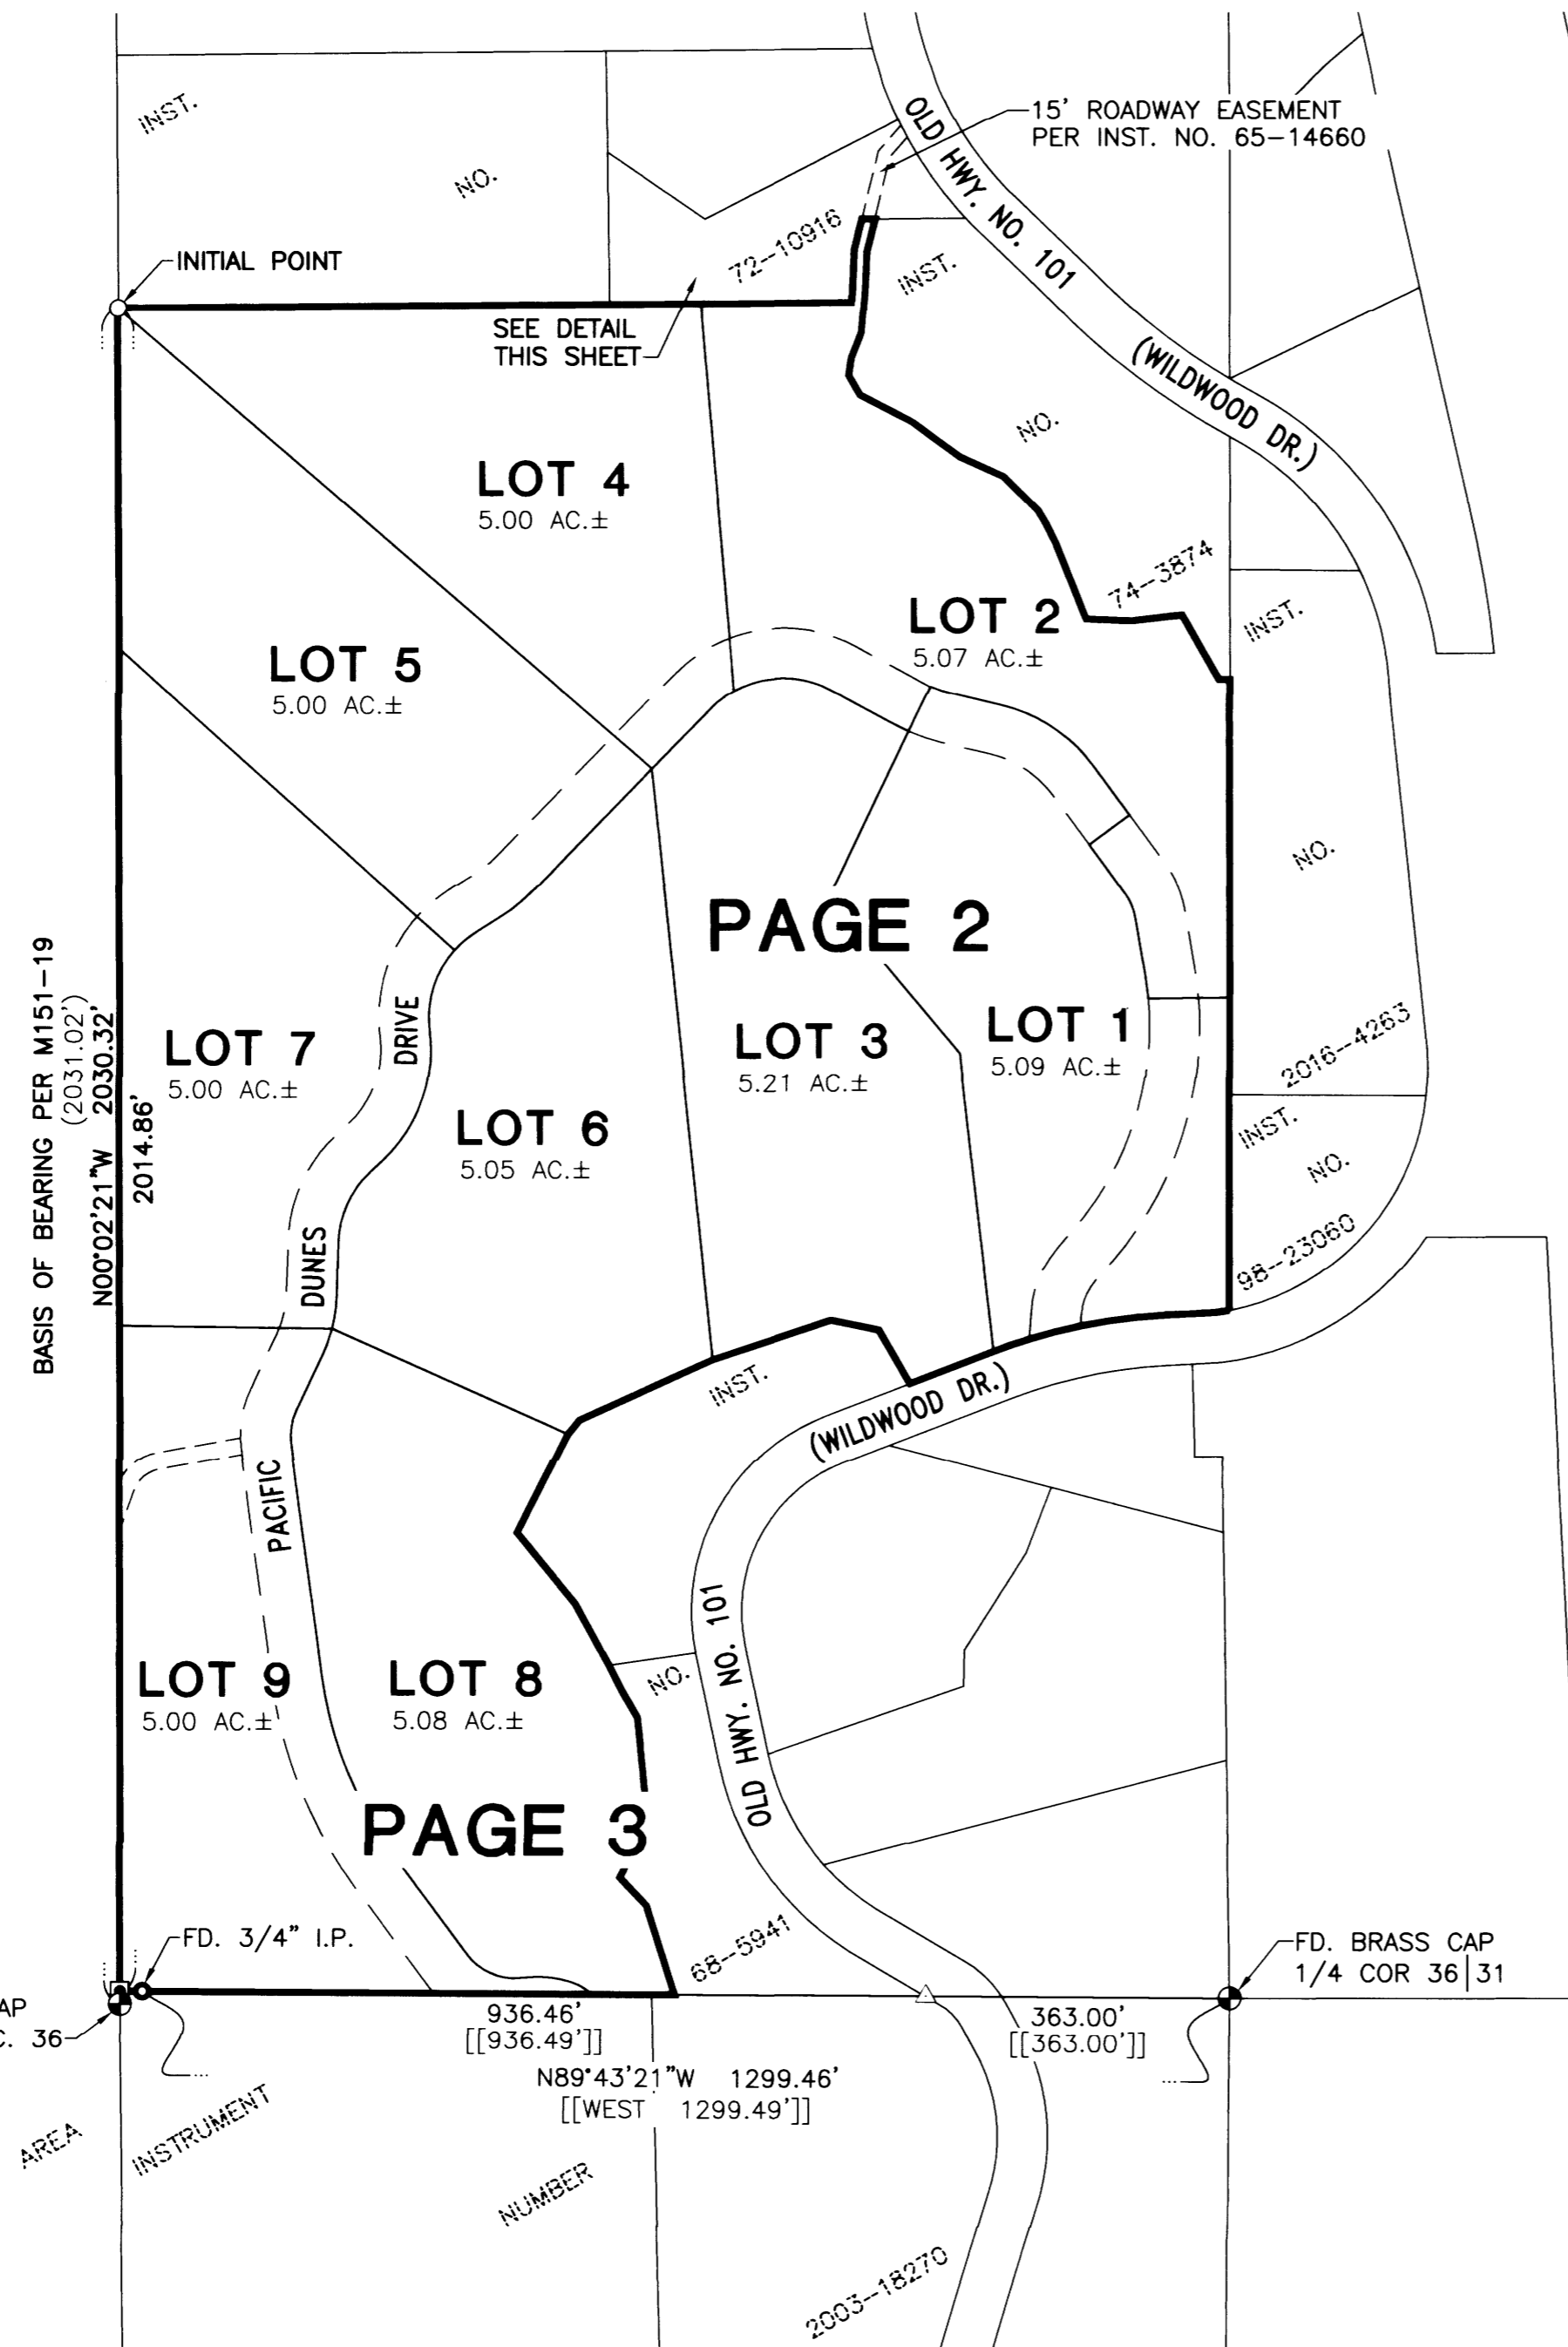 OLD HWY. NO. 101
15' ROADWAY EASEMENT
PER INST. NO. 65-14660
INST.
NO.
72-10916
INITIAL POINT
SEE DETAIL
THIS SHEET
INST.
NO.
74-3874
(WILDWOOD DR.)
LOT 4
5.00 AC.±
LOT 2
5.07 AC.±
LOT 5
5.00 AC.±
INST.
NO.
2016-4263
PAGE 2
LOT 7
5.00 AC.±
LOT 3
5.21 AC.±
LOT 1
5.09 AC.±
LOT 6
5.05 AC.±
BASIS OF BEARING PER M151-19
(2031.02')
N00°02'21"W 2030.32'
2014.86'
PACIFIC DUNES DRIVE
INST.
NO.
98-23060
INST.
NO.
68-5941
(WILDWOOD DR.)
OLD HWY. NO. 101
LOT 9
5.00 AC.±
LOT 8
5.08 AC.±
PAGE 3
FD. 3/4" I.P.
FD. BRASS CAP
1/4 COR 36|31
AP
C. 36
936.46'
[[936.49']]
363.00'
[[363.00']]
N89°43'21"W 1299.46'
[[WEST 1299.49']]
AREA
INSTRUMENT
NUMBER
2003-18270